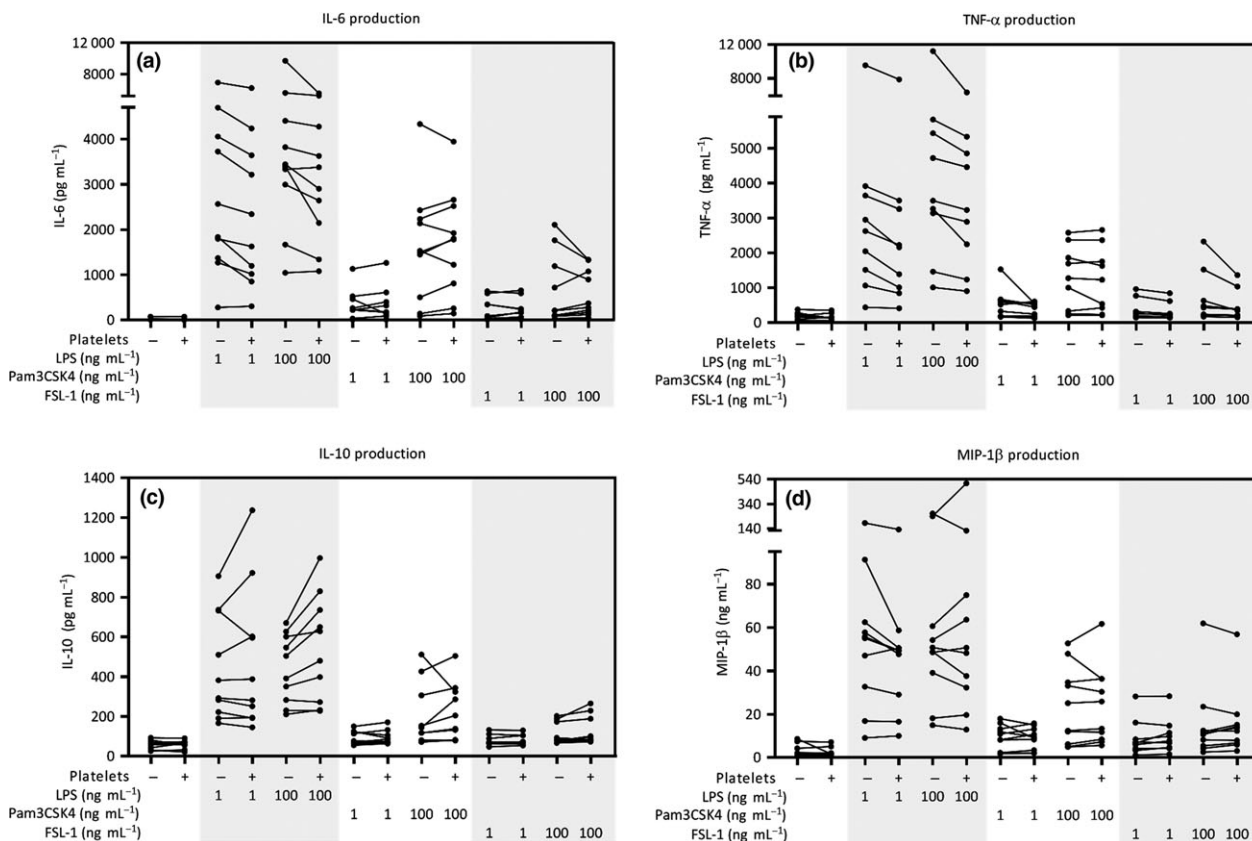 IL-6 production
(a)
IL-6 (pg mL⁻¹)
12 000
8000
4000
3000
2000
1000
0
Platelets – + – + – + – + – + – + – +
LPS (ng mL⁻¹) 1 1 100 100
Pam3CSK4 (ng mL⁻¹) 1 1 100 100
FSL-1 (ng mL⁻¹) 1 1 100 100
TNF-α production
(b)
TNF-α (pg mL⁻¹)
12 000
8000
5000
4000
3000
2000
1000
0
Platelets – + – + – + – + – + – + – +
LPS (ng mL⁻¹) 1 1 100 100
Pam3CSK4 (ng mL⁻¹) 1 1 100 100
FSL-1 (ng mL⁻¹) 1 1 100 100
IL-10 production
(c)
IL-10 (pg mL⁻¹)
1400
1200
1000
800
600
400
200
0
Platelets – + – + – + – + – + – + – +
LPS (ng mL⁻¹) 1 1 100 100
Pam3CSK4 (ng mL⁻¹) 1 1 100 100
FSL-1 (ng mL⁻¹) 1 1 100 100
MIP-1β production
(d)
MIP-1β (ng mL⁻¹)
540
340
140
80
60
40
20
0
Platelets – + – + – + – + – + – + – +
LPS (ng mL⁻¹) 1 1 100 100
Pam3CSK4 (ng mL⁻¹) 1 1 100 100
FSL-1 (ng mL⁻¹) 1 1 100 100